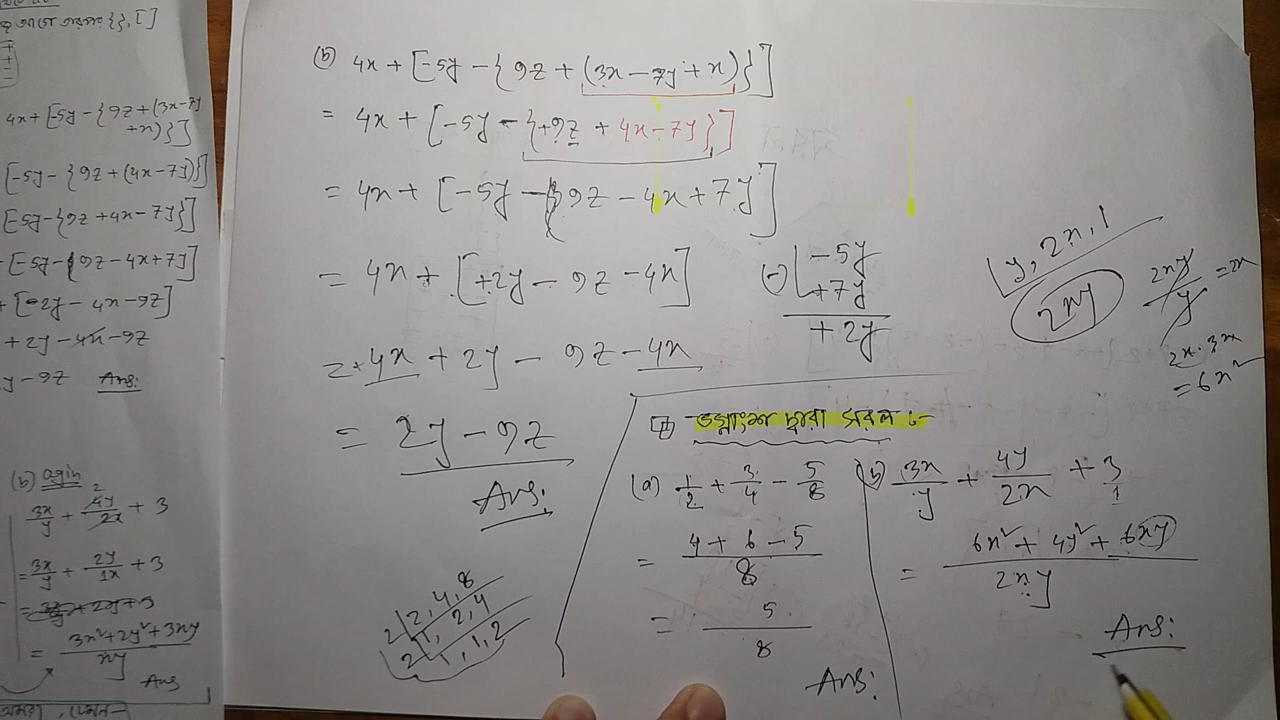 { }, [ ]
4x + [-5y - {9z + (3x - 7y
+x)}]
[-5y - {9z + (4x - 7y)}]
[-5y - {9z + 4x - 7y}]
- [-5y - 9z - 4x + 7y]
+ [-2y - 4x - 9z]
+ 2y - 4x - 9z
y - 9z Ans:
(b) again
3x/y + 4y/2x + 3
2
= 3x/y + 2y/1x + 3
= 3x²+2y²+3xy / xy
Ans
(b) 4x + [-5y - {9z + (3x - 7y + x)}]
= 4x + [-5y - {+9z + 4x - 7y}]
= 4x + [-5y - 9z - 4x + 7y]
= 4x + [+2y - 9z - 4x]
= +4x + 2y - 9z - 4x
= 2y - 9z
Ans:
(-) -5y
+7y
+2y
y, 2x, 1
2xy
2xy/y = 2x
2x·3x
= 6x²
ভগ্নাংশ দ্বারা সরল :-
(a) 1/2 + 3/4 - 5/8
= 4 + 6 - 5 / 8
= 5/8
Ans:
2 | 2, 4, 8
2 | 1, 2, 4
1, 1, 2
(b) 3x/y + 4y/2x + 3/1
= 6x² + 4y² + 6xy / 2xy
Ans: